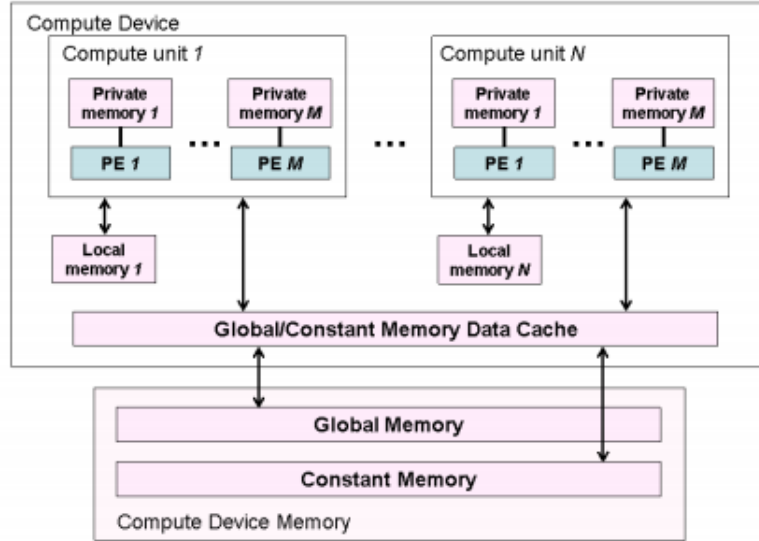 Compute Device
Compute unit 1
Compute unit N
Private
memory 1
Private
memory M
Private
memory 1
Private
memory M
...
...
...
PE 1
PE M
PE 1
PE M
Local
memory 1
Local
memory N
Global/Constant Memory Data Cache
Global Memory
Constant Memory
Compute Device Memory